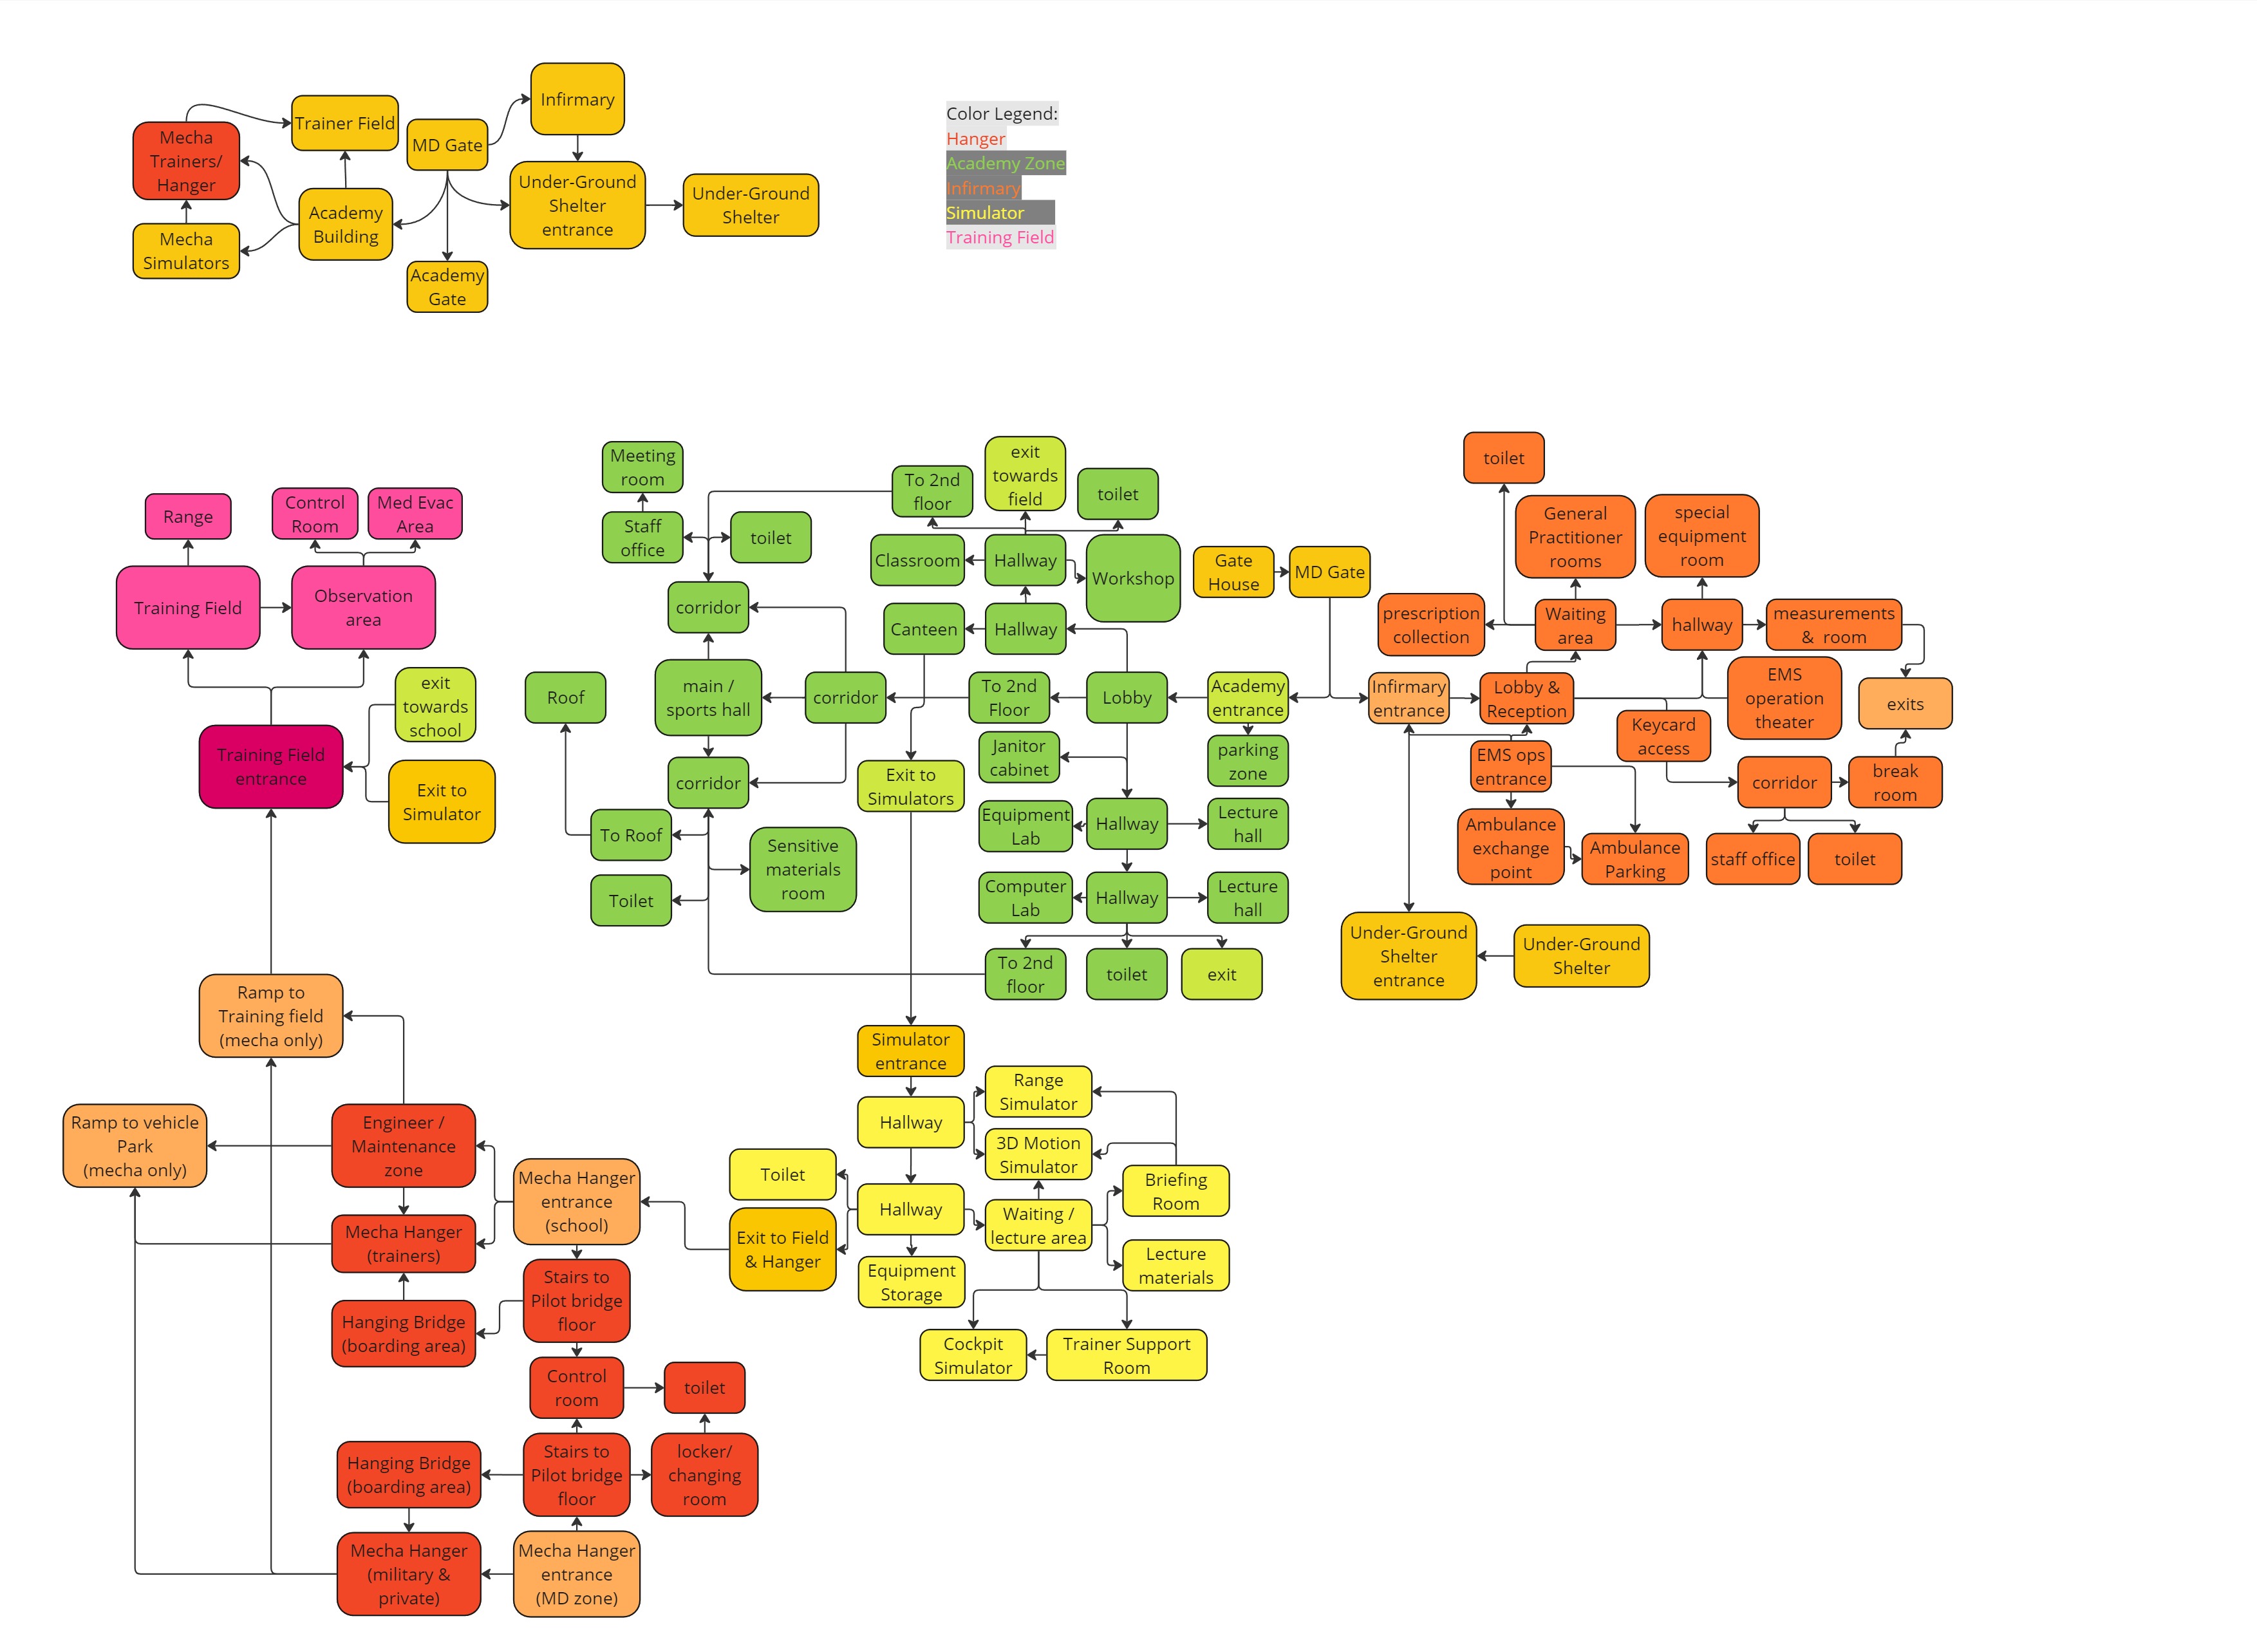 Infirmary
Trainer Field
MD Gate
Mecha
Trainers/
Hanger
Under-Ground
Shelter
entrance
Under-Ground
Shelter
Academy
Building
Mecha
Simulators
Academy
Gate
Color Legend:
Hanger
Academy Zone
Infirmary
Simulator
Training Field
Range
Control
Room
Med Evac
Area
Training Field
Observation
area
exit
towards
school
Training Field
entrance
Exit to
Simulator
Meeting
room
Staff
office
toilet
corridor
main /
sports hall
corridor
corridor
Roof
To Roof
Toilet
Sensitive
materials
room
To 2nd
floor
exit
towards
field
toilet
Classroom
Hallway
Workshop
Canteen
Hallway
To 2nd
Floor
Lobby
Academy
entrance
parking
zone
Exit to
Simulators
Janitor
cabinet
Equipment
Lab
Hallway
Lecture
hall
Computer
Lab
Hallway
Lecture
hall
To 2nd
floor
toilet
exit
Gate
House
MD Gate
toilet
General
Practitioner
rooms
special
equipment
room
prescription
collection
Waiting
area
hallway
measurements
& room
Infirmary
entrance
Lobby &
Reception
EMS
operation
theater
exits
Keycard
access
EMS ops
entrance
corridor
break
room
Ambulance
exchange
point
Ambulance
Parking
staff office
toilet
Under-Ground
Shelter
entrance
Under-Ground
Shelter
Ramp to
Training field
(mecha only)
Ramp to vehicle
Park
(mecha only)
Engineer /
Maintenance
zone
Mecha Hanger
entrance
(school)
Mecha Hanger
(trainers)
Hanging Bridge
(boarding area)
Stairs to
Pilot bridge
floor
Control
room
toilet
Hanging Bridge
(boarding area)
Stairs to
Pilot bridge
floor
locker/
changing
room
Mecha Hanger
(military &
private)
Mecha Hanger
entrance
(MD zone)
Simulator
entrance
Hallway
Range
Simulator
3D Motion
Simulator
Toilet
Hallway
Waiting /
lecture area
Briefing
Room
Exit to Field
& Hanger
Equipment
Storage
Lecture
materials
Cockpit
Simulator
Trainer Support
Room